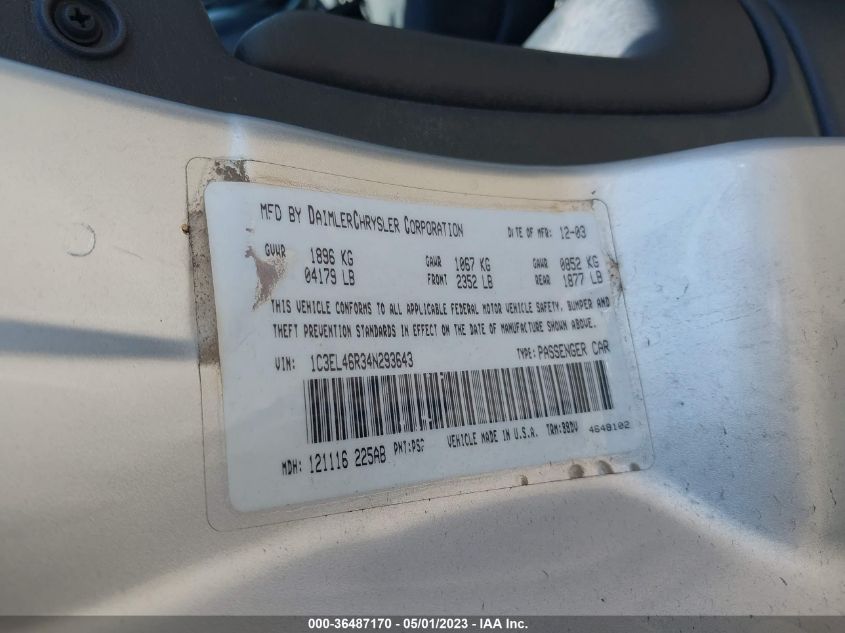 MFD BY DAIMLERCHRYSLER CORPORATION DATE OF MFR: 12-03
GVWR 1896 KG GAWR 1067 KG GAWR 0852 KG
04179 LB FRONT 2352 LB REAR 1877 LB
THIS VEHICLE CONFORMS TO ALL APPLICABLE FEDERAL MOTOR VEHICLE SAFETY, BUMPER AND
THEFT PREVENTION STANDARDS IN EFFECT ON THE DATE OF MANUFACTURE SHOWN ABOVE.
VIN: 1C3EL46R34N293643 TYPE: PASSENGER CAR
MDH: 121116 225AB PNT: VEHICLE MADE IN U.S.A. TRM: 4648102
000-36487170 - 05/01/2023 - IAA Inc.